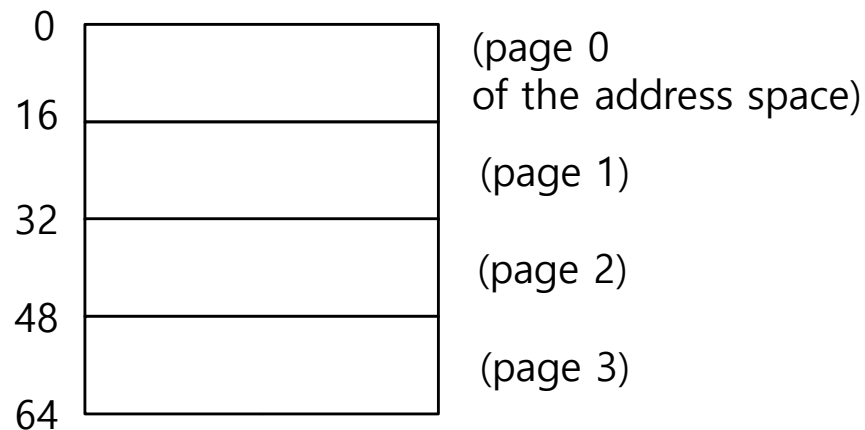 0
(page 0
of the address space)
16
(page 1)
32
(page 2)
48
(page 3)
64